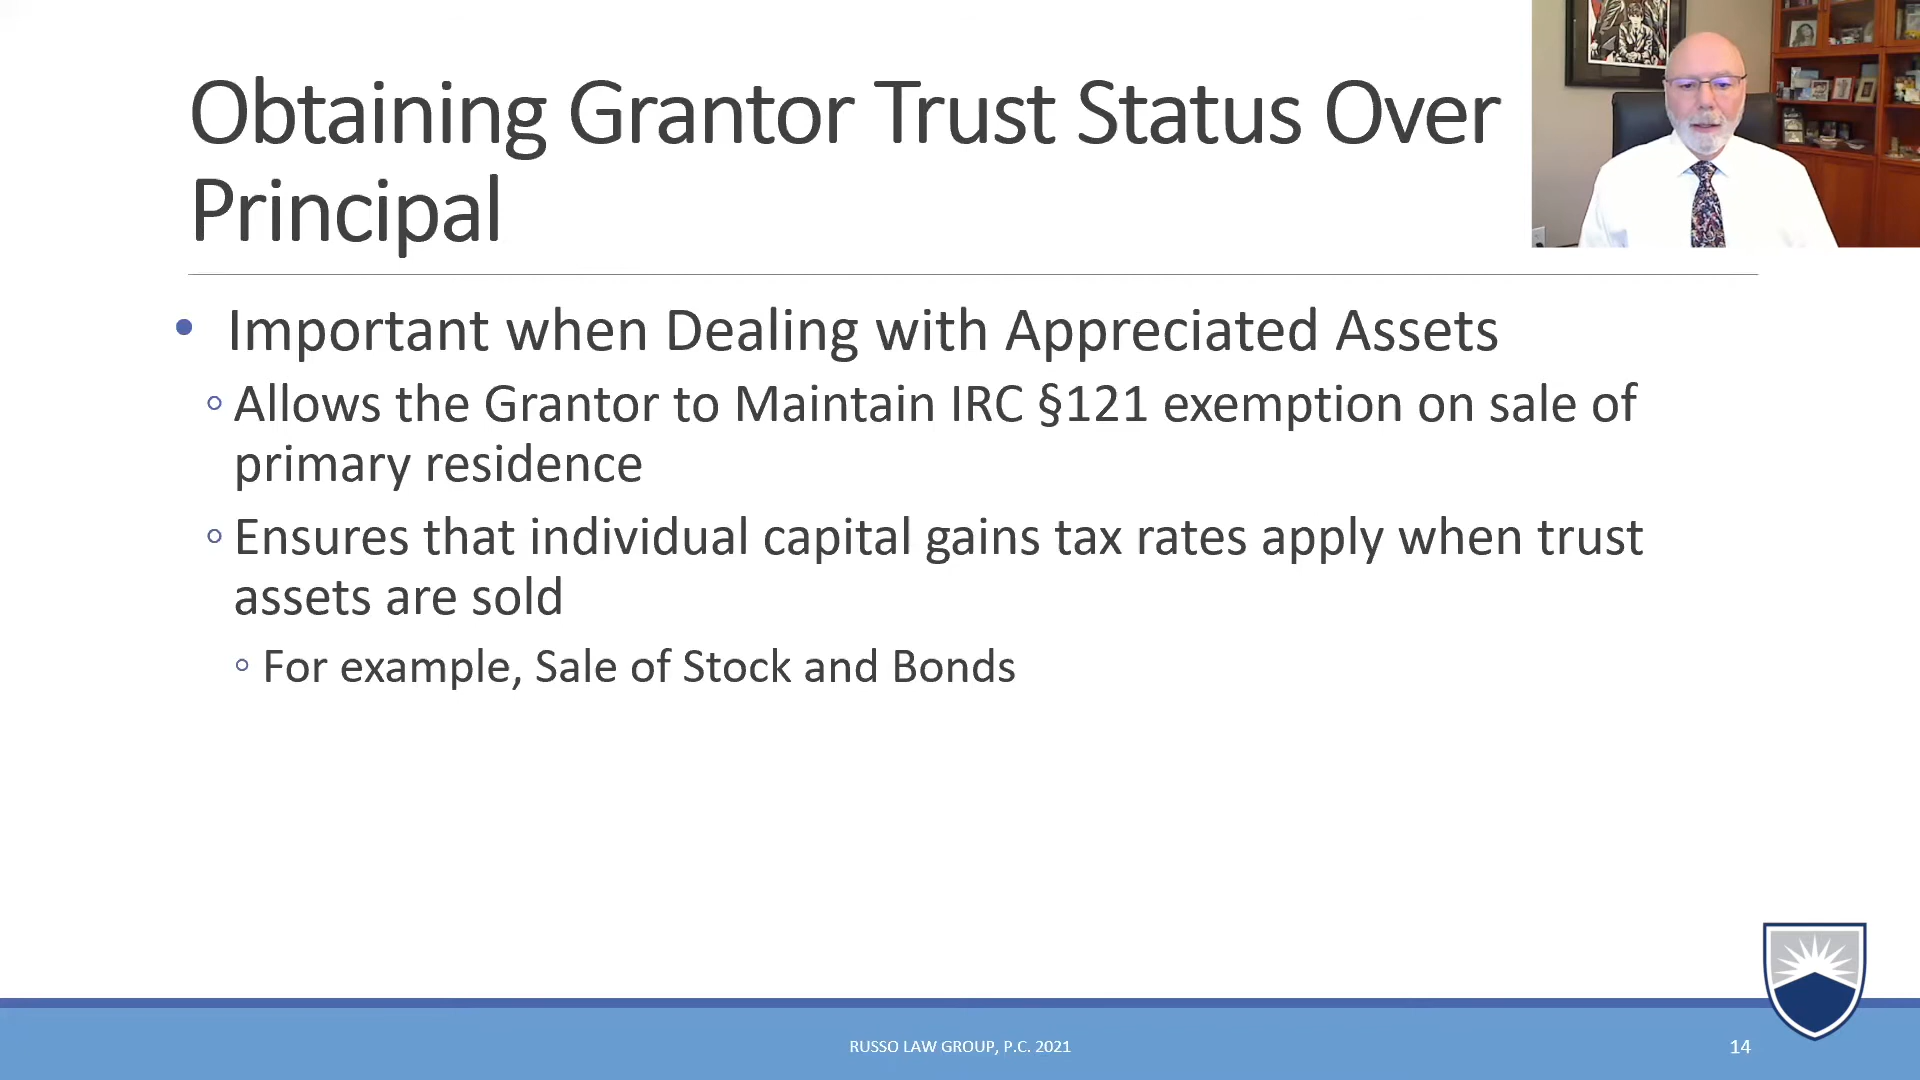 Obtaining Grantor Trust Status Over
Principal
• Important when Dealing with Appreciated Assets
◦ Allows the Grantor to Maintain IRC §121 exemption on sale of
primary residence
◦ Ensures that individual capital gains tax rates apply when trust
assets are sold
◦ For example, Sale of Stock and Bonds
RUSSO LAW GROUP, P.C. 2021
14